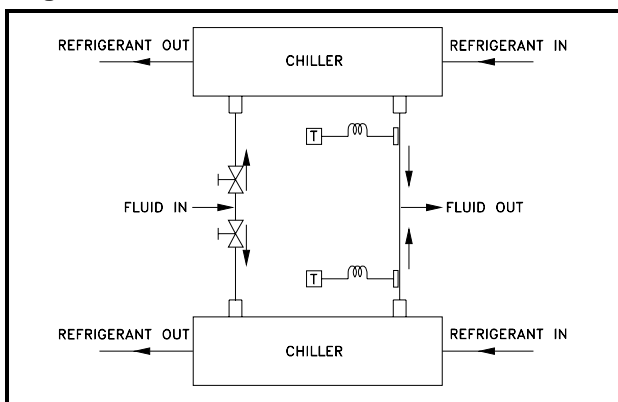 REFRIGERANT OUT
CHILLER
REFRIGERANT IN
T
FLUID IN
FLUID OUT
T
REFRIGERANT OUT
CHILLER
REFRIGERANT IN